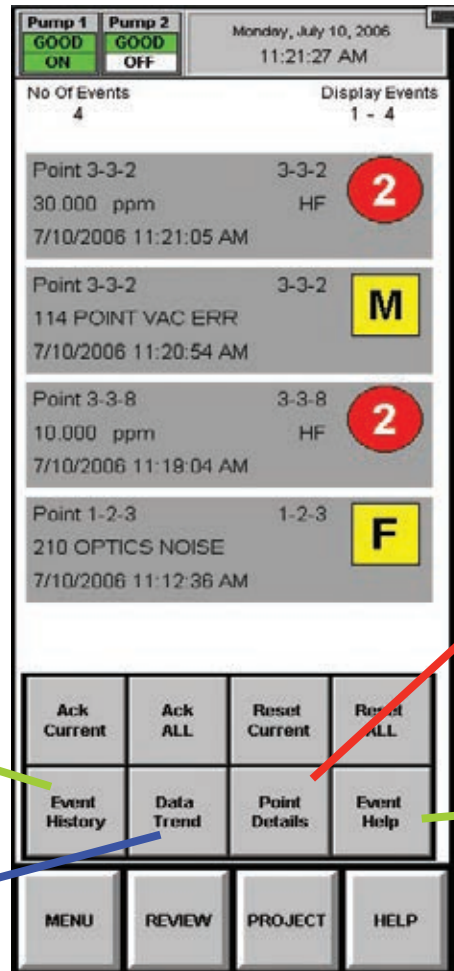 Pump 1 Pump 2
GOOD GOOD
ON OFF
Monday, July 10, 2006
11:21:27 AM
No Of Events Display Events
4 1 - 4
Point 3-3-2 3-3-2 2
30.000 ppm HF
7/10/2006 11:21:05 AM
Point 3-3-2 3-3-2 M
114 POINT VAC ERR
7/10/2006 11:20:54 AM
Point 3-3-8 3-3-8 2
10.000 ppm HF
7/10/2006 11:19:04 AM
Point 1-2-3 1-2-3 F
210 OPTICS NOISE
7/10/2006 11:12:36 AM
Ack Ack Reset Reset
Current ALL Current ALL
Event Data Point Event
History Trend Details Help
MENU REVIEW PROJECT HELP